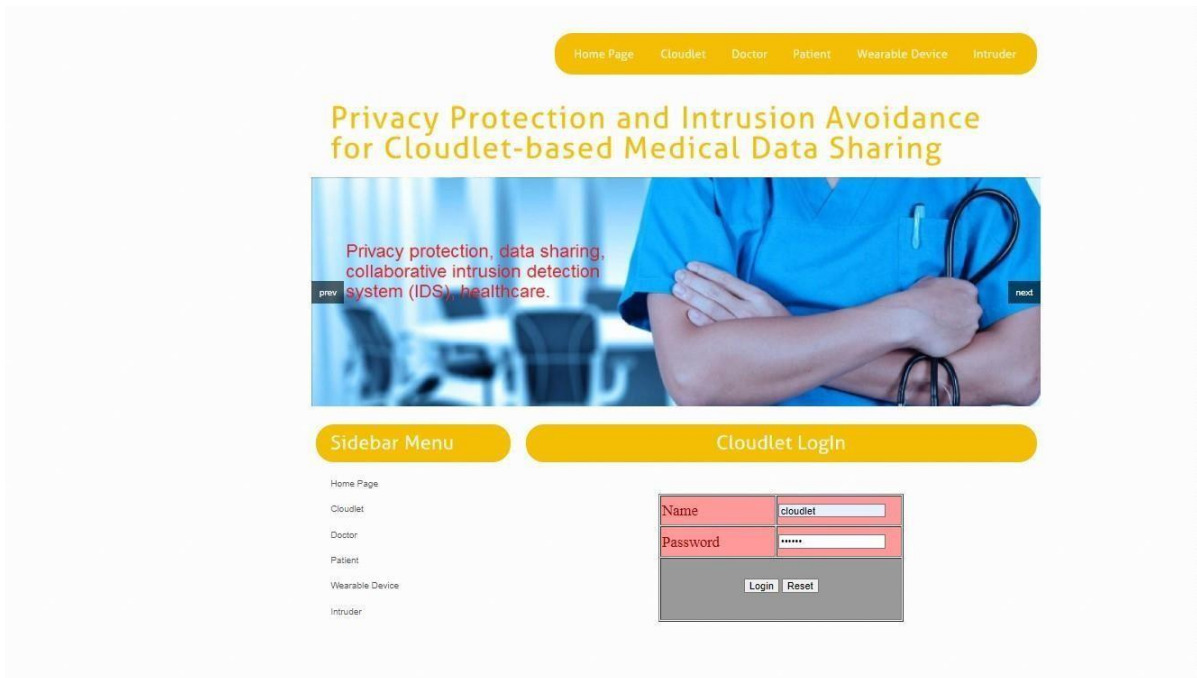 Home Page Cloudlet Doctor Patient Wearable Device Intruder
Privacy Protection and Intrusion Avoidance
for Cloudlet-based Medical Data Sharing
Privacy protection, data sharing,
collaborative intrusion detection
system (IDS), healthcare.
prev
next
Sidebar Menu
Home Page
Cloudlet
Doctor
Patient
Wearable Device
Intruder
Cloudlet LogIn
Name cloudlet
Password ••••••
Login Reset